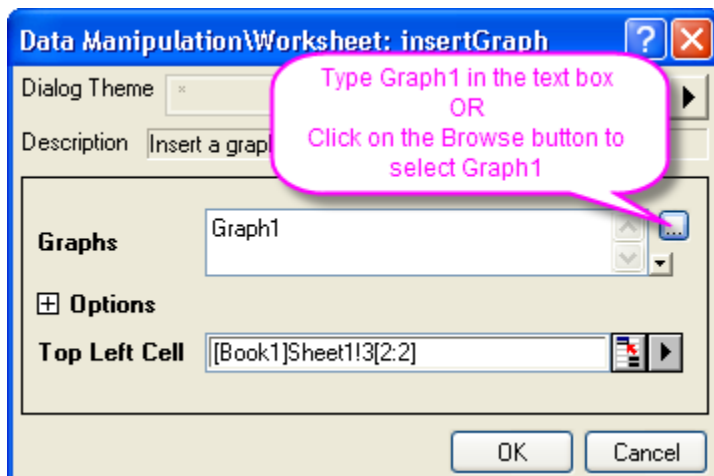 Data Manipulation\Worksheet: insertGraph
Type Graph1 in the text box
OR
Click on the Browse button to
select Graph1
Dialog Theme *
Description Insert a grap
Graphs Graph1 ...
Options
Top Left Cell [Book1]Sheet1!3[2:2]
OK Cancel